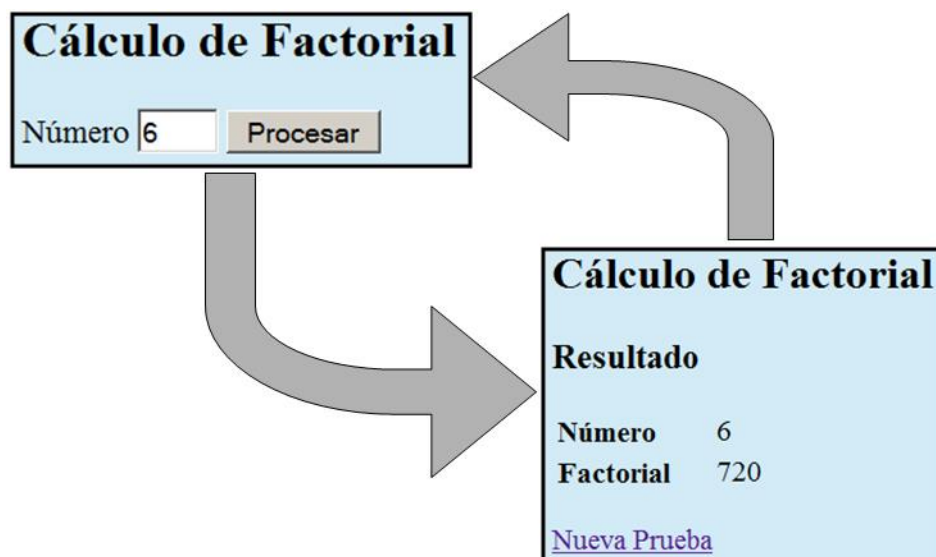 Cálculo de Factorial
Número 6 Procesar
Cálculo de Factorial
Resultado
Número 6
Factorial 720
Nueva Prueba